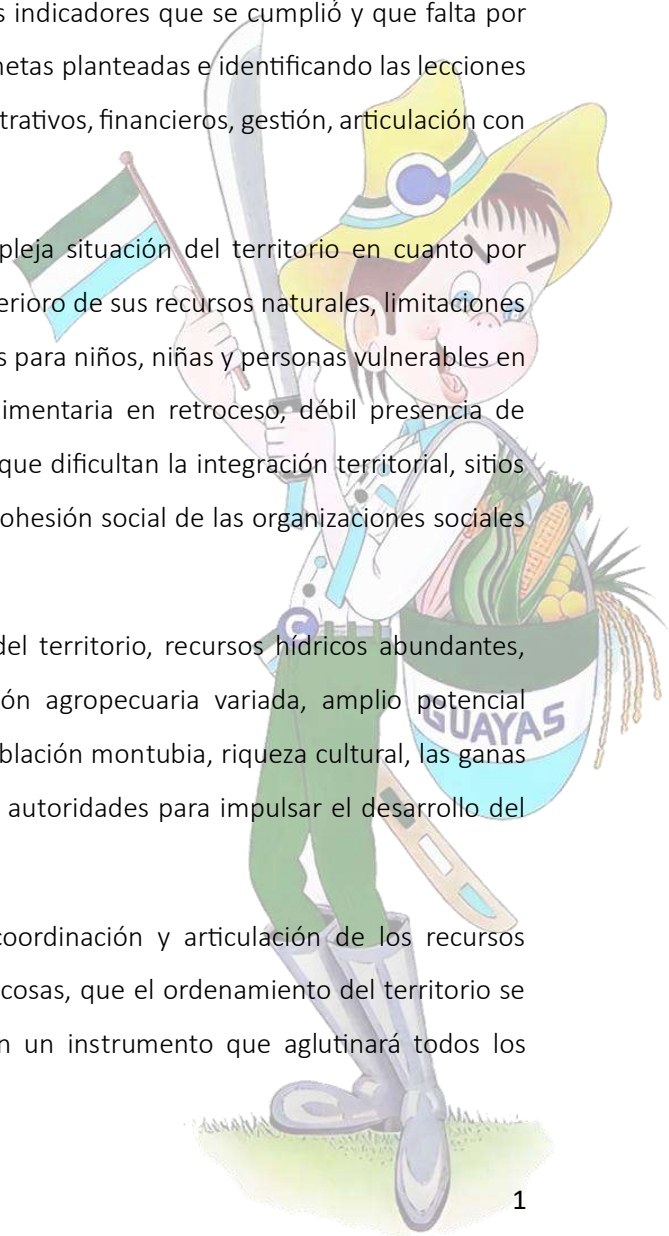 s indicadores que se cumplió y que falta por
netas planteadas e identificando las lecciones
trativos, financieros, gestión, articulación con
pleja situación del territorio en cuanto por
terioro de sus recursos naturales, limitaciones
s para niños, niñas y personas vulnerables en
imentaria en retroceso, débil presencia de
que dificultan la integración territorial, sitios
ohesión social de las organizaciones sociales
del territorio, recursos hídricos abundantes,
ón agropecuaria variada, amplio potencial
GUAYAS
blación montubia, riqueza cultural, las ganas
autoridades para impulsar el desarrollo del
coordinación y articulación de los recursos
cosas, que el ordenamiento del territorio se
n un instrumento que aglutinará todos los
1